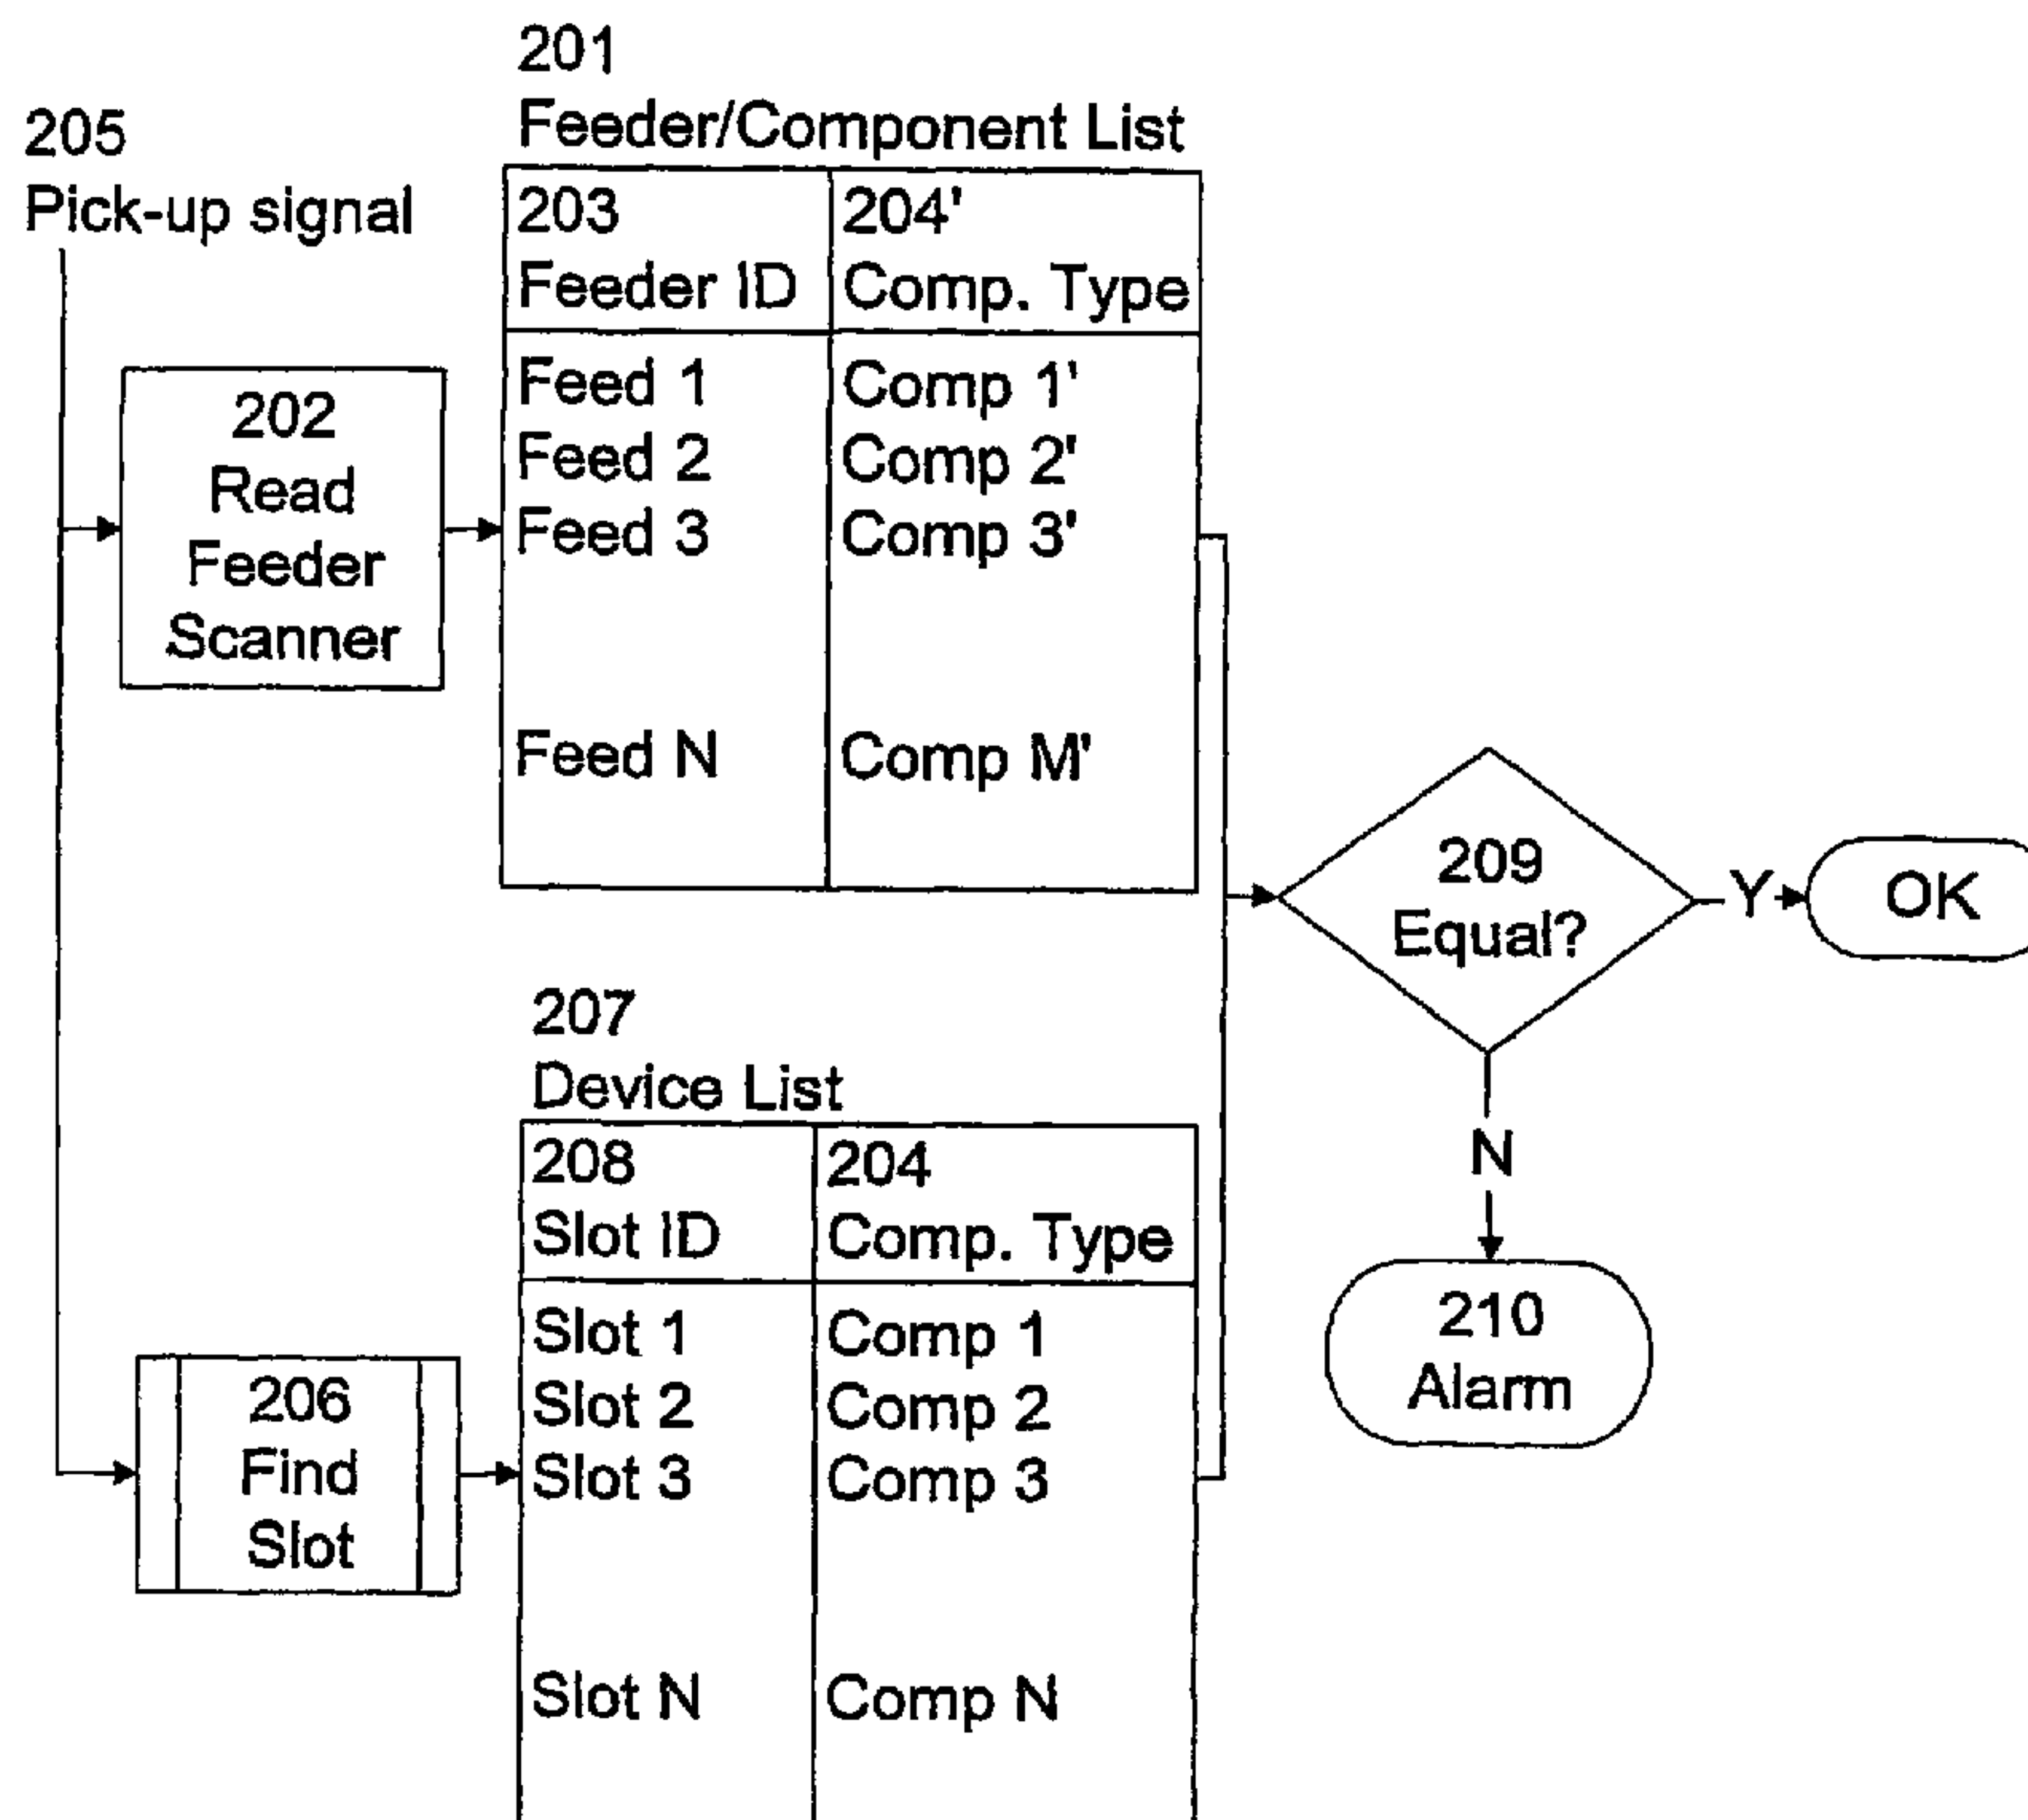 201
Feeder/Component List
205
Pick-up signal
203
Feeder ID
204'
Comp. Type
Feed 1
Comp 1'
Feed 2
Comp 2'
Feed 3
Comp 3'
Feed N
Comp M'
202
Read
Feeder
Scanner
209
Equal?
Y
OK
N
210
Alarm
207
Device List
208
Slot ID
204
Comp. Type
Slot 1
Comp 1
Slot 2
Comp 2
Slot 3
Comp 3
Slot N
Comp N
206
Find
Slot